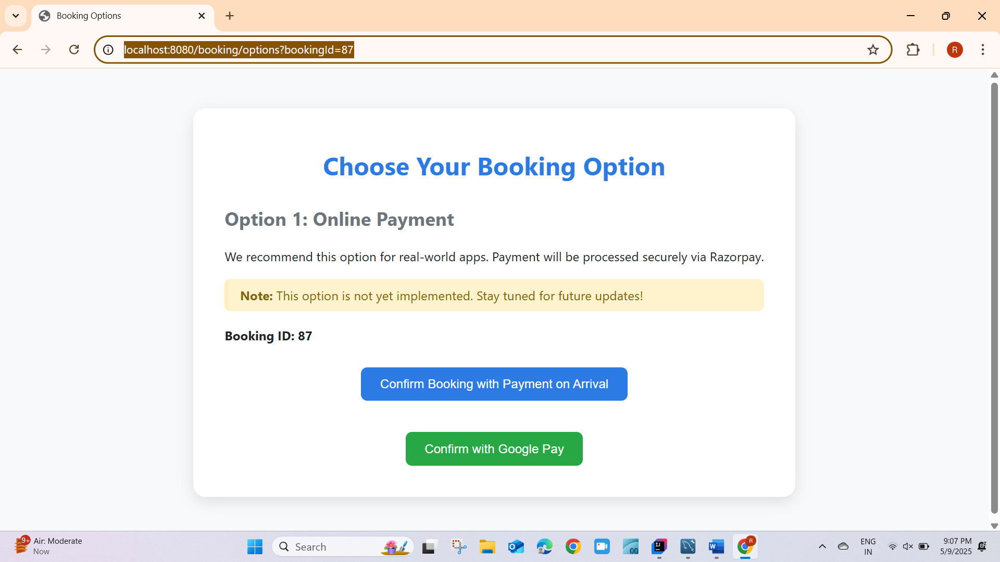 Booking Options
localhost:8080/booking/options?bookingId=87
R
Choose Your Booking Option
Option 1: Online Payment
We recommend this option for real-world apps. Payment will be processed securely via Razorpay.
Note: This option is not yet implemented. Stay tuned for future updates!
Booking ID: 87
Confirm Booking with Payment on Arrival
Confirm with Google Pay
9+
Air: Moderate
Now
Search
O
00
IJ
W
R
ENG
IN
9:07 PM
5/9/2025